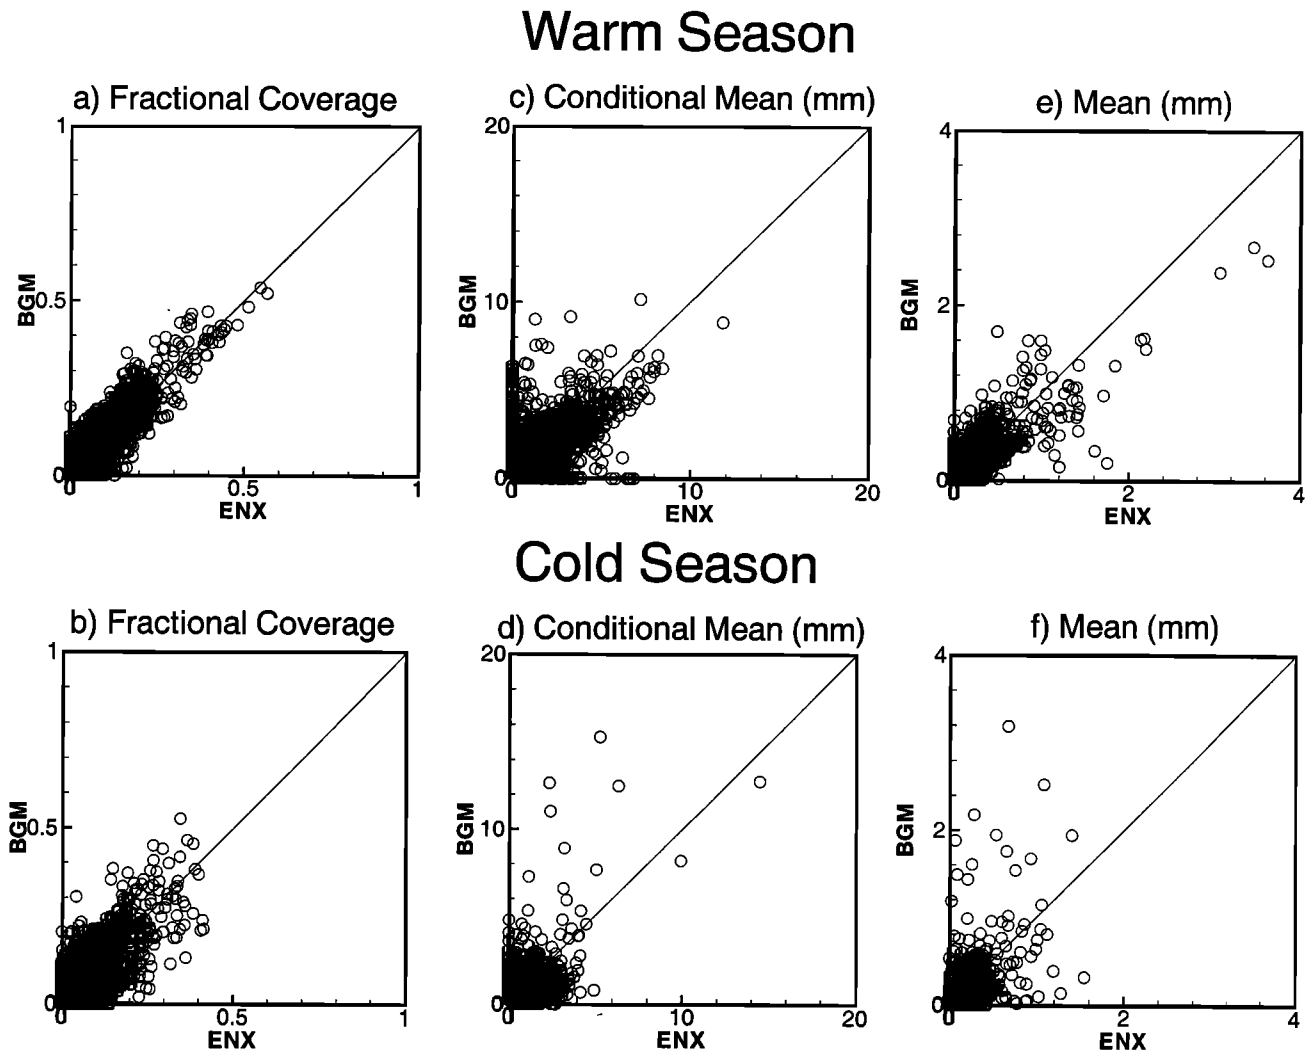 Warm Season
a) Fractional Coverage
c) Conditional Mean (mm)
e) Mean (mm)
1
20
4
BGM
0.5
BGM
10
BGM
2
0
0
0
0
0.5
1
0
10
20
0
2
4
ENX
ENX
ENX
Cold Season
b) Fractional Coverage
d) Conditional Mean (mm)
f) Mean (mm)
1
20
4
BGM
0.5
BGM
10
BGM
2
0
0
0
0
0.5
1
0
10
20
0
2
4
ENX
ENX
ENX